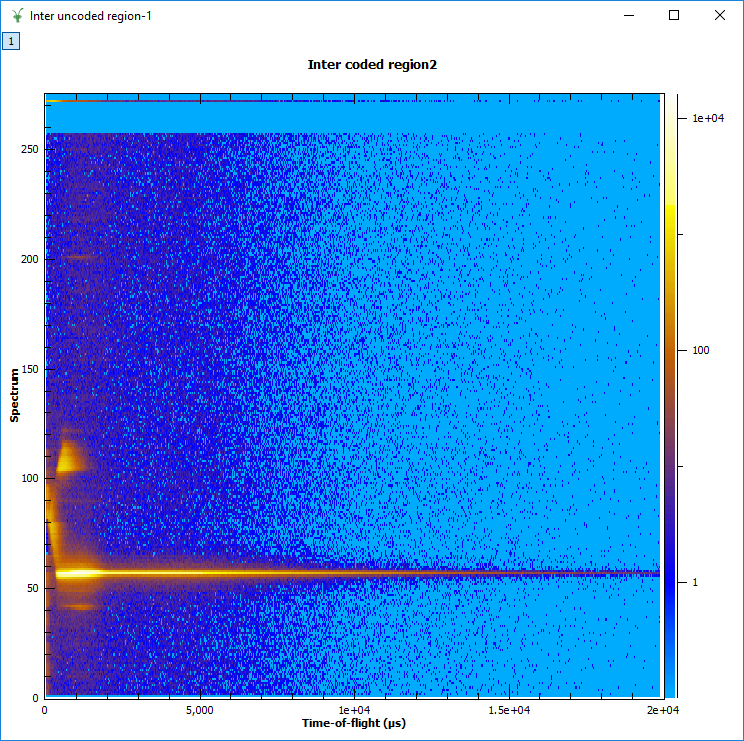 Inter uncoded region-1
1
Inter coded region2
1e+04
250
200
100
150
Spectrum
100
1
50
0
0
5,000
1e+04
1.5e+04
2e+04
Time-of-flight (µs)